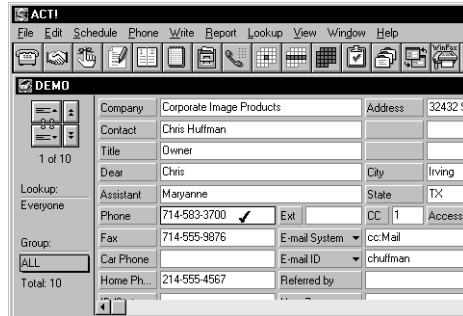 ACT!
File Edit Schedule Phone Write Report Lookup View Window Help
WinFax
DEMO
Company Corporate Image Products Address 32432
Contact Chris Huffman
Title Owner
1 of 10
Dear Chris City Irving
Lookup:
Assistant Maryanne State TX
Everyone
Phone 714-583-3700 Ext CC 1 Access
Fax 714-555-9876 E-mail System cc:Mail
Group:
Car Phone E-mail ID chuffman
ALL
Home Ph... 214-555-4567 Referred by
Total: 10